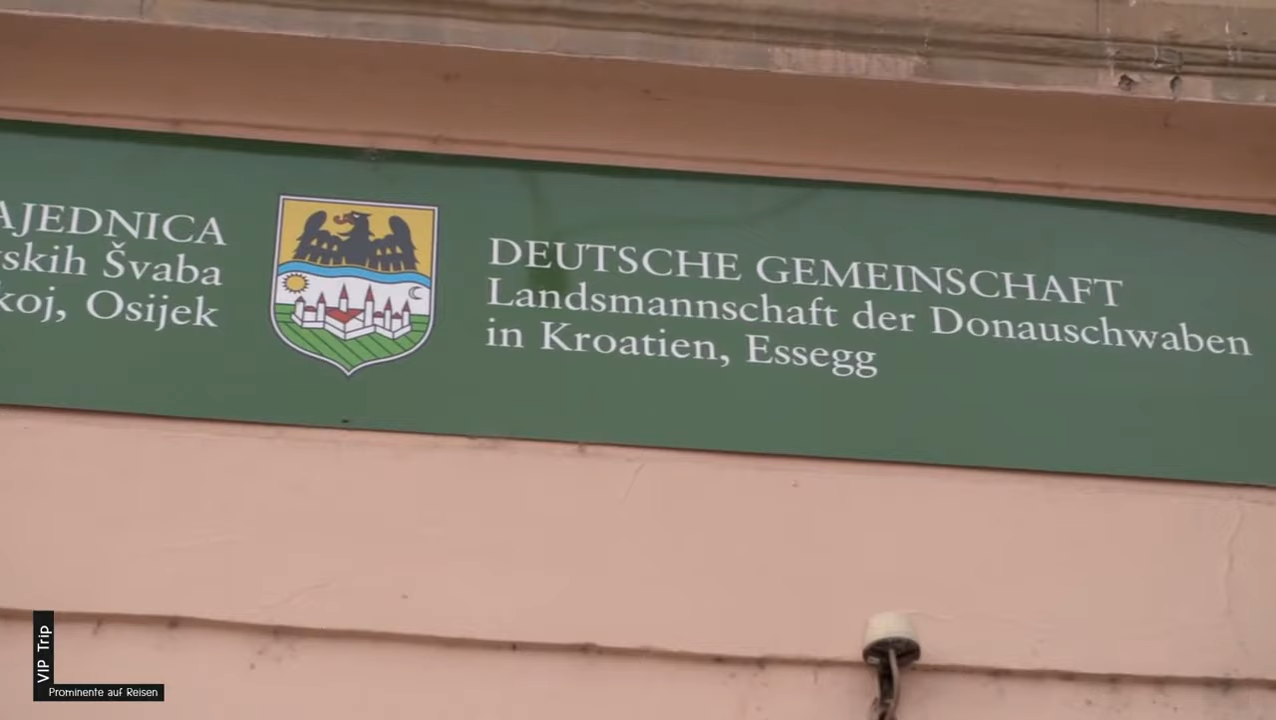 AJEDNICA
skih Švaba
koj, Osijek
DEUTSCHE GEMEINSCHAFT
Landsmannschaft der Donauschwaben
in Kroatien, Essegg
VIP Trip
Prominente auf Reisen